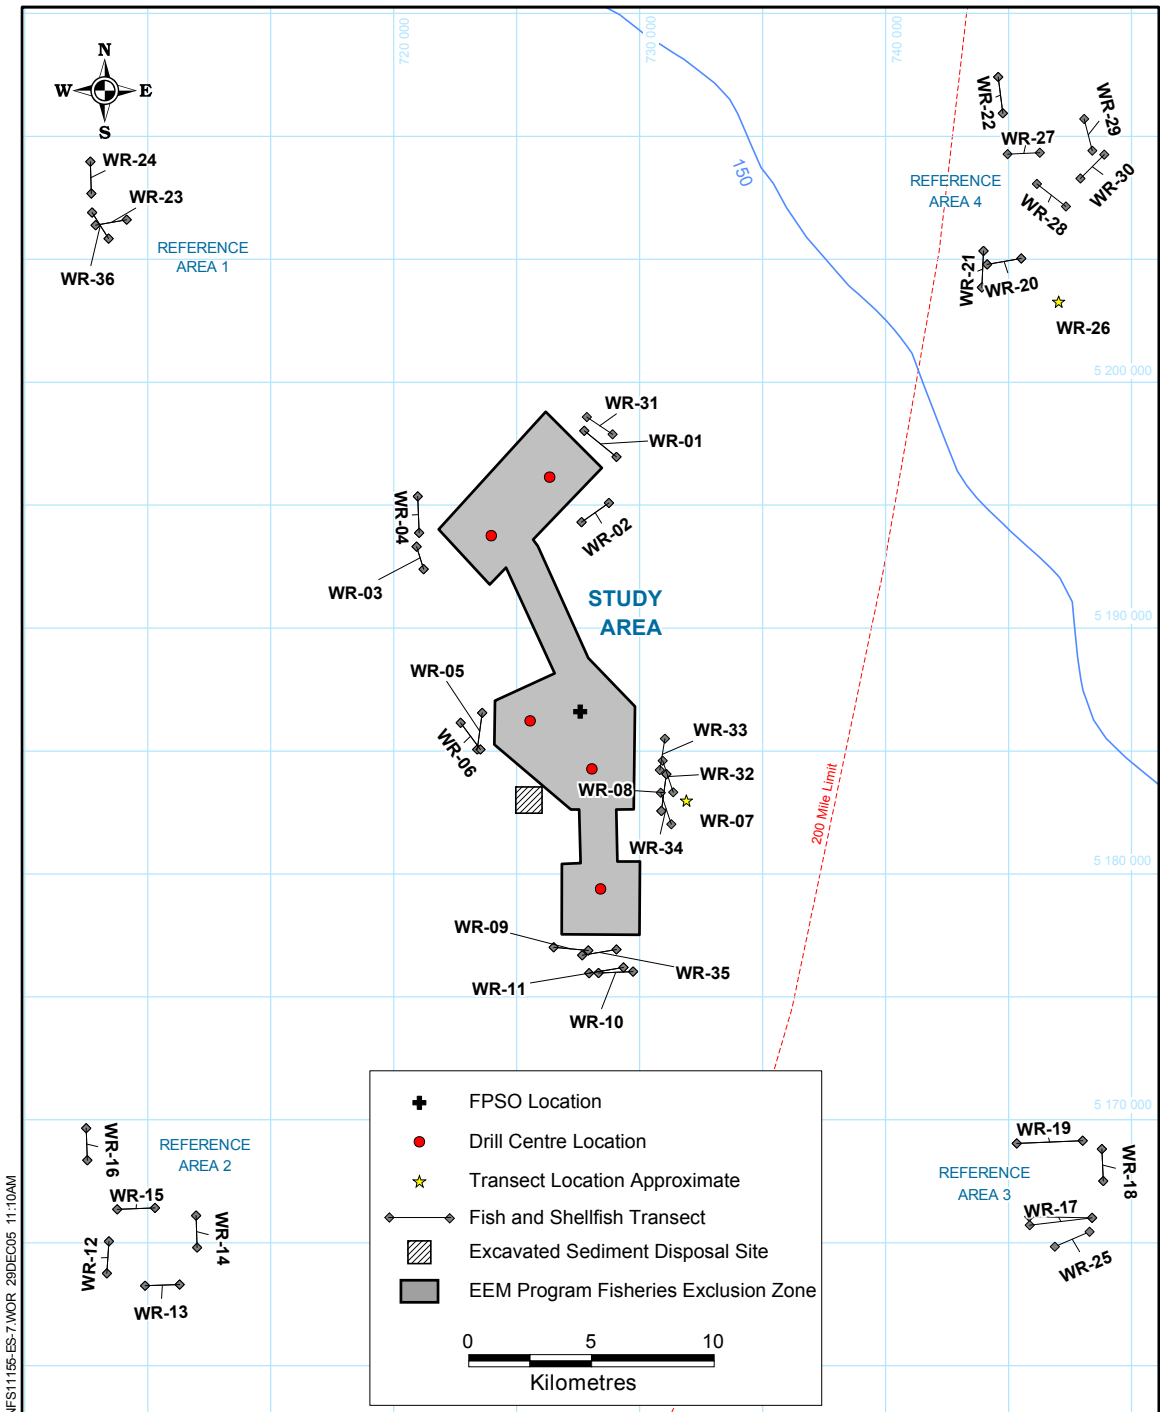 720 000
730 000
740 000
N
W E
S
WR-24
WR-23
WR-36
REFERENCE
AREA 1
150
WR-22
WR-29
WR-27
WR-30
REFERENCE
AREA 4
WR-28
WR-21
WR-20
WR-26
5 200 000
WR-31
WR-01
WR-04
WR-02
WR-03
STUDY
AREA
5 190 000
WR-05
WR-06
WR-33
WR-32
WR-08
WR-07
WR-34
200 Mile Limit
5 180 000
WR-09
WR-35
WR-11
WR-10
5 170 000
WR-16
REFERENCE
AREA 2
WR-15
WR-14
WR-12
WR-13
WR-19
WR-18
REFERENCE
AREA 3
WR-17
WR-25
FPSO Location
Drill Centre Location
Transect Location Approximate
Fish and Shellfish Transect
Excavated Sediment Disposal Site
EEM Program Fisheries Exclusion Zone
0 5 10
Kilometres
NFS11155-ES-7.WOR 29DEC05 11:10AM